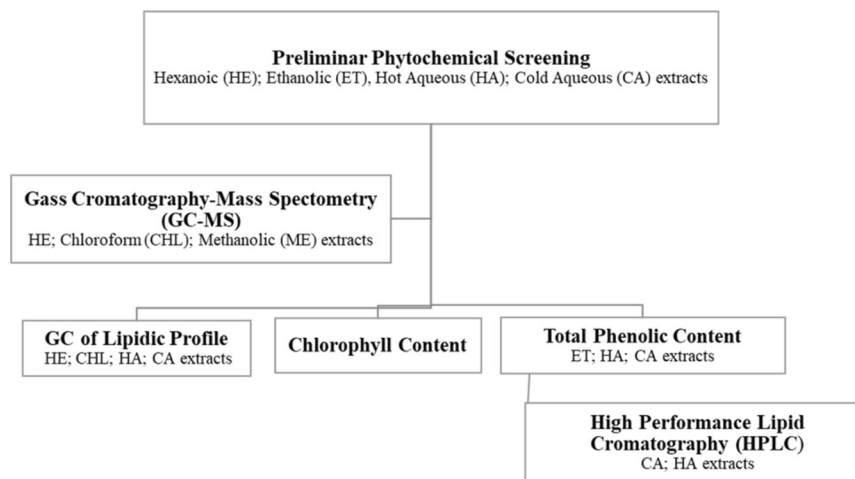 Preliminar Phytochemical Screening
Hexanoic (HE); Ethanolic (ET), Hot Aqueous (HA); Cold Aqueous (CA) extracts
Gass Cromatography-Mass Spectometry
(GC-MS)
HE; Chloroform (CHL); Methanolic (ME) extracts
GC of Lipidic Profile
HE; CHL; HA; CA extracts
Chlorophyll Content
Total Phenolic Content
ET; HA; CA extracts
High Performance Lipid
Cromatography (HPLC)
CA; HA extracts